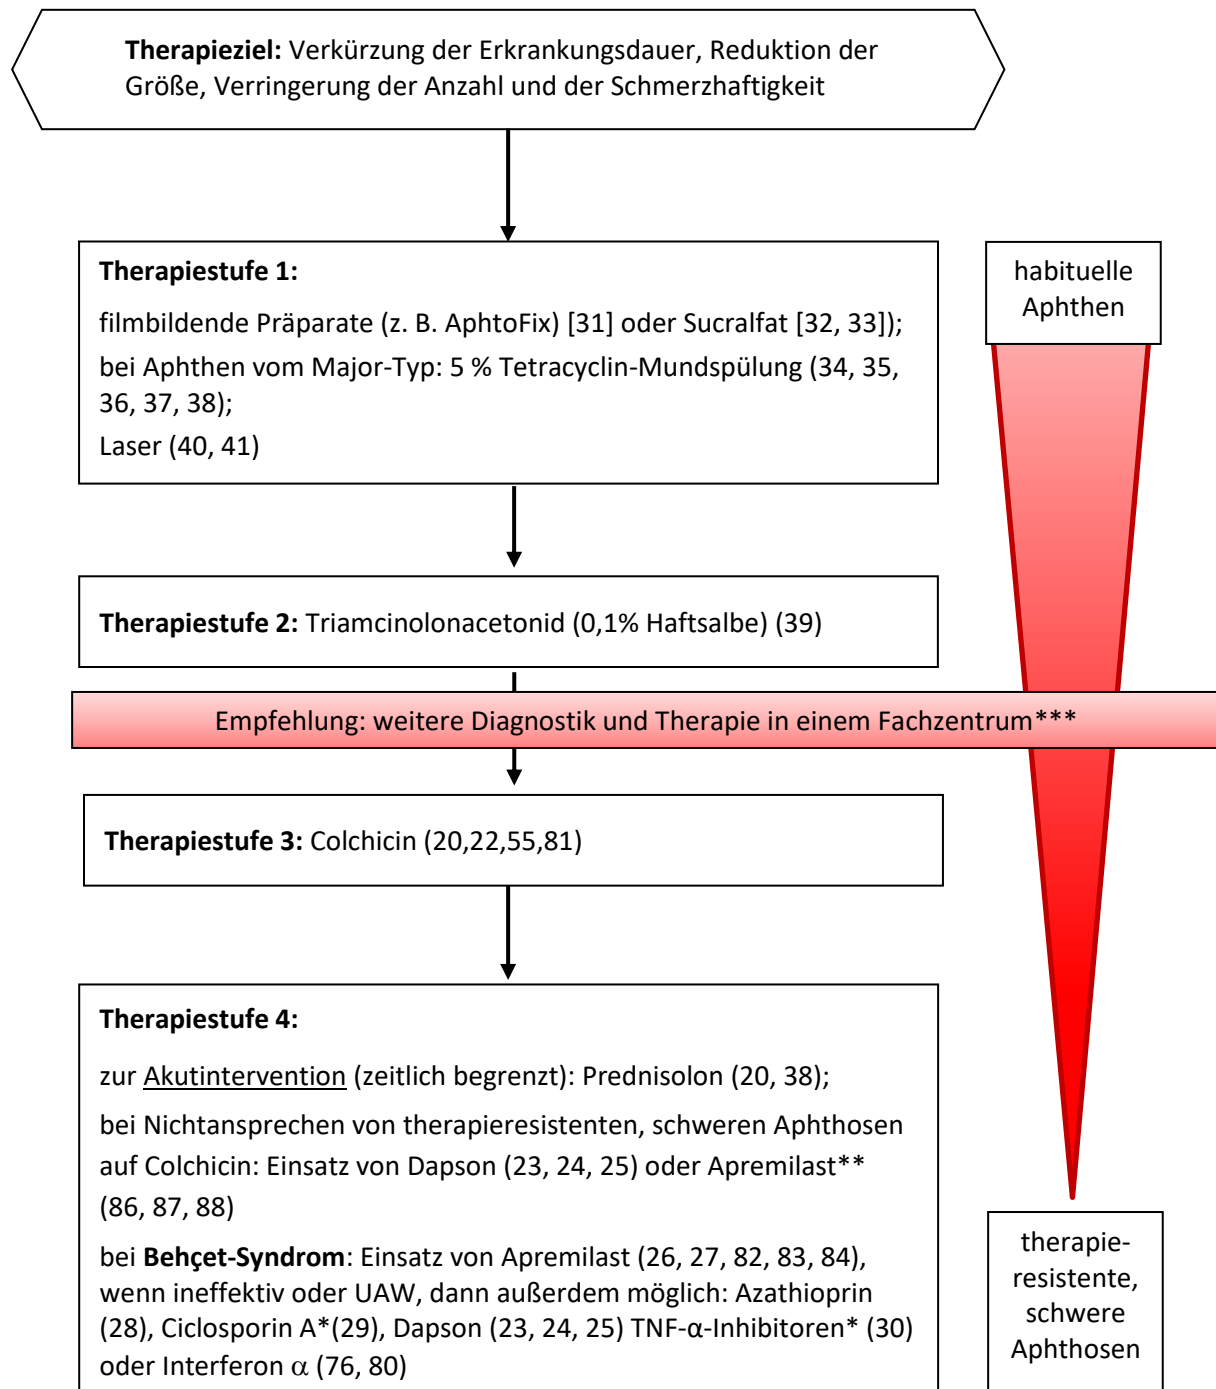 Therapieziel: Verkürzung der Erkrankungsdauer, Reduktion der
Größe, Verringerung der Anzahl und der Schmerzhaftigkeit
Therapiestufe 1:
filmbildende Präparate (z. B. AphtoFix) [31] oder Sucralfat [32, 33]);
bei Aphthen vom Major-Typ: 5 % Tetracyclin-Mundspülung (34, 35,
36, 37, 38);
Laser (40, 41)
habituelle
Aphthen
Therapiestufe 2: Triamcinolonacetonid (0,1% Haftsalbe) (39)
Empfehlung: weitere Diagnostik und Therapie in einem Fachzentrum***
Therapiestufe 3: Colchicin (20,22,55,81)
Therapiestufe 4:
zur Akutintervention (zeitlich begrenzt): Prednisolon (20, 38);
bei Nichtansprechen von therapieresistenten, schweren Aphthosen
auf Colchicin: Einsatz von Dapson (23, 24, 25) oder Apremilast**
(86, 87, 88)
bei Behçet-Syndrom: Einsatz von Apremilast (26, 27, 82, 83, 84),
wenn ineffektiv oder UAW, dann außerdem möglich: Azathioprin
(28), Ciclosporin A*(29), Dapson (23, 24, 25) TNF-α-Inhibitoren* (30)
oder Interferon α (76, 80)
therapie-
resistente,
schwere
Aphthosen